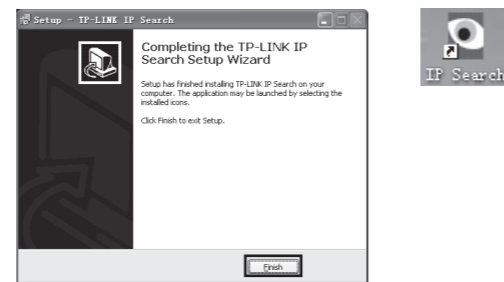 Setup - TP-LINK IP Search
Completing the TP-LINK IP
Search Setup Wizard
Setup has finished installing TP-LINK IP Search on your
computer. The application may be launched by selecting the
installed icons.
Click Finish to exit Setup.
Finish
IP Search